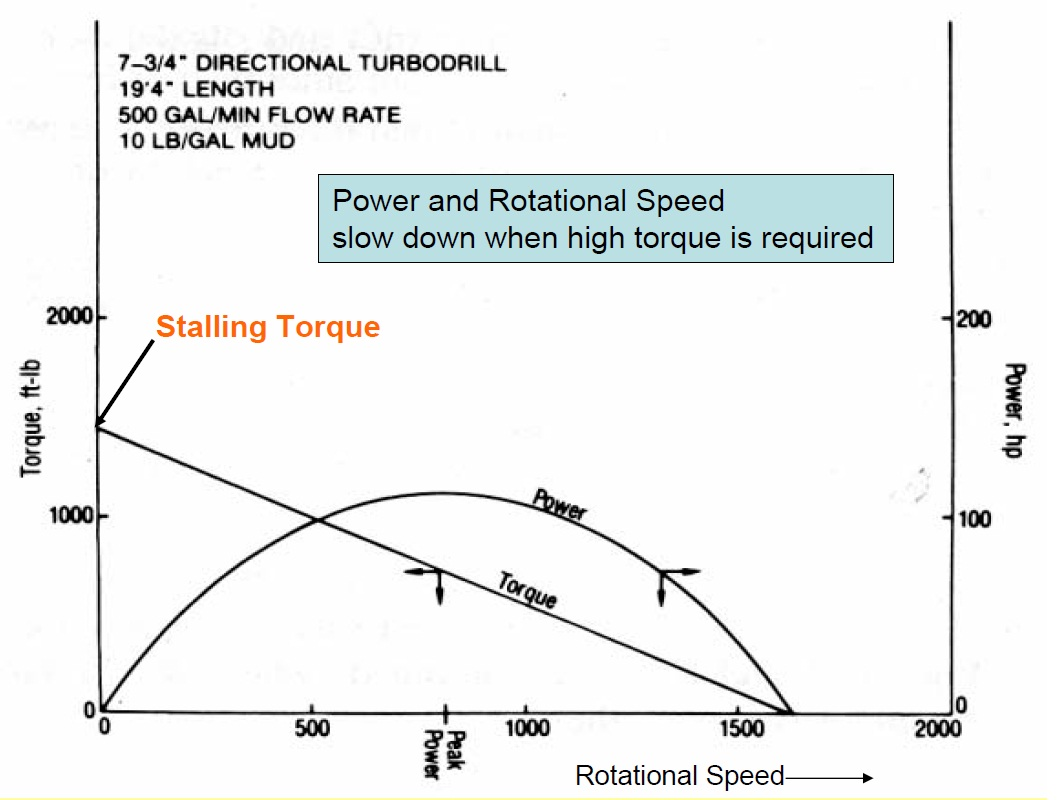 7-3/4" DIRECTIONAL TURBODRILL
19'4" LENGTH
500 GAL/MIN FLOW RATE
10 LB/GAL MUD
Power and Rotational Speed
slow down when high torque is required
2000
Stalling Torque
200
Torque, ft-lb
Power, hp
1000
Power
100
Torque
0
0
0
500
Peak
Power
1000
1500
2000
Rotational Speed